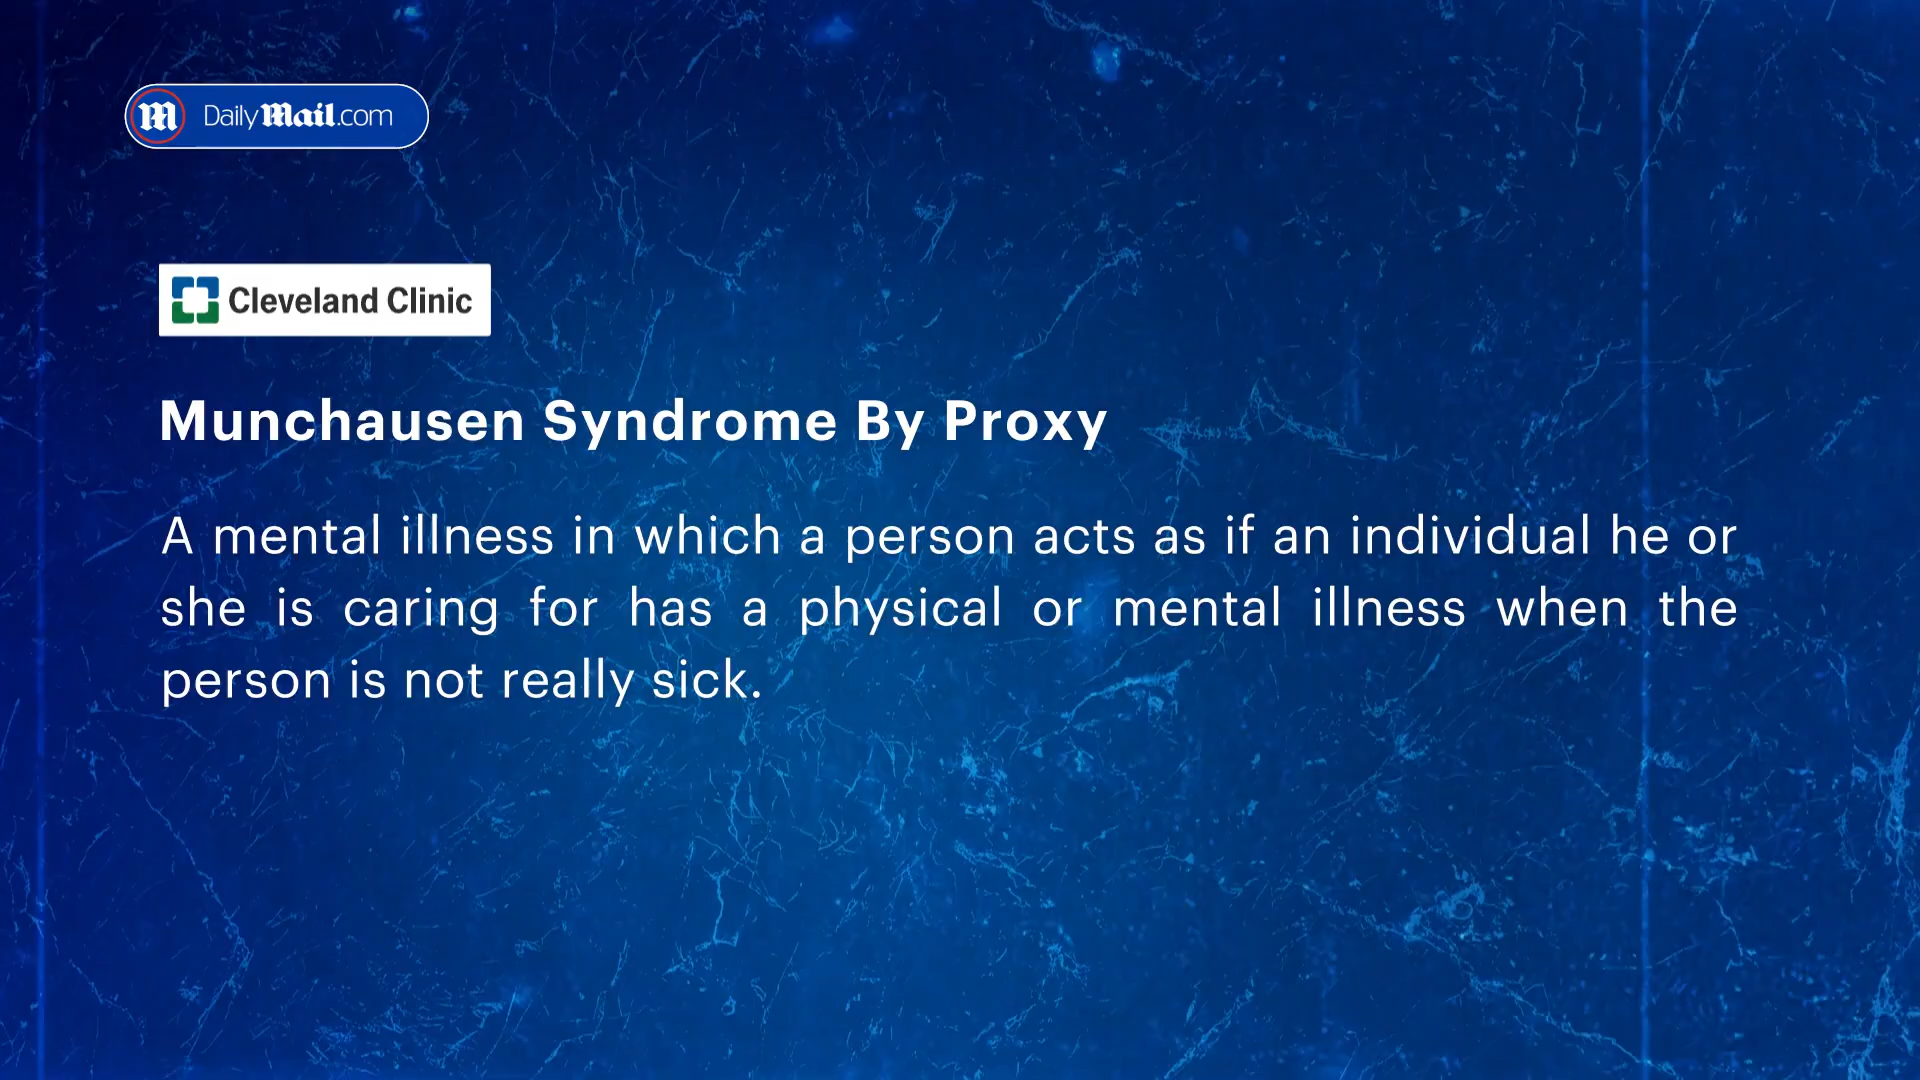 M DailyMail.com
Cleveland Clinic
Munchausen Syndrome By Proxy
A mental illness in which a person acts as if an individual he or
she is caring for has a physical or mental illness when the
person is not really sick.